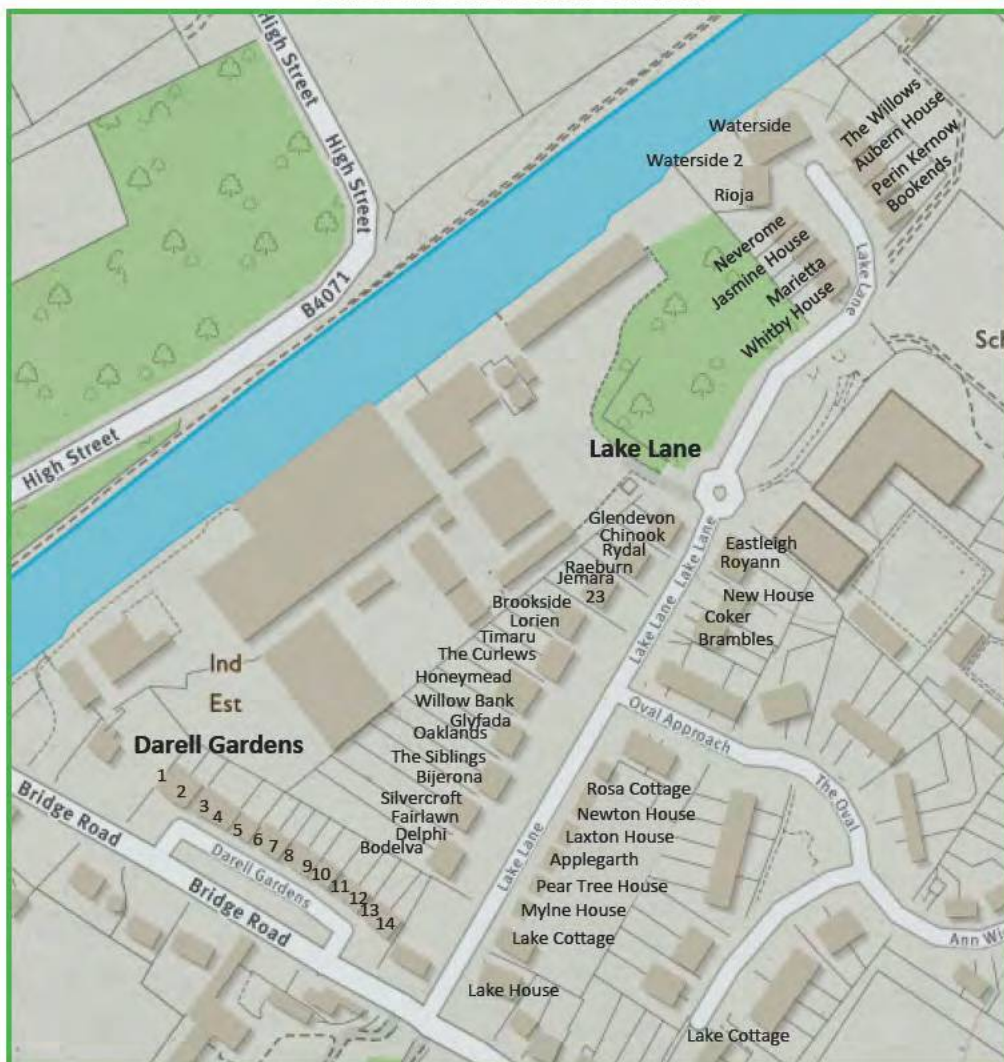 High Street
High Street
B4071
High Street
Waterside
Waterside 2
Rioja
The Willows
Aubern House
Perin Kernow
Bookends
Neverome
Jasmine House
Marietta
Whitby House
Lake Lane
Sch
Lake Lane
Glendevon
Chinook
Rydal
Raeburn
Jemara
23
Brookside
Lorien
Timaru
The Curlews
Honeymead
Willow Bank
Glyfada
Oaklands
The Siblings
Bijerona
Silvercroft
Fairlawn
Delphi
Bodelva
Lake Lane
Lake Lane
Eastleigh
Royann
New House
Coker
Brambles
Oval Approach
The Oval
Ann Wi
Ind
Est
Darell Gardens
1
2
3
4
5
6
7
8
9
10
11
12
13
14
Darell Gardens
Bridge Road
Bridge Road
Lake Lane
Rosa Cottage
Newton House
Laxton House
Applegarth
Pear Tree House
Mylne House
Lake Cottage
Lake House
Lake Cottage